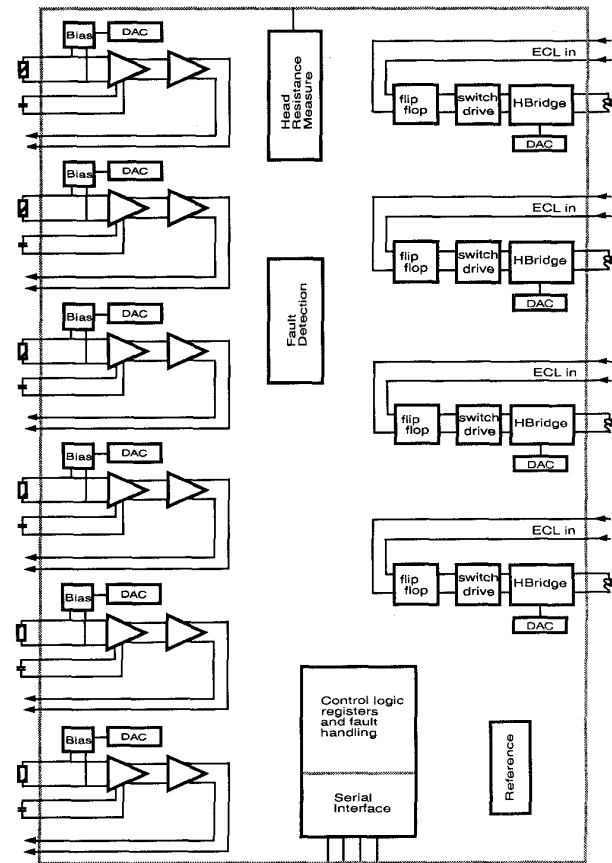 Bias
DAC
Bias
DAC
Bias
DAC
Bias
DAC
Bias
DAC
Bias
DAC
Head
Resistance
Measure
Fault
Detection
Control logic
registers
and fault
handling
Serial
Interface
ECL in
flip
flop
switch
drive
HBridge
DAC
ECL in
flip
flop
switch
drive
HBridge
DAC
ECL in
flip
flop
switch
drive
HBridge
DAC
ECL in
flip
flop
switch
drive
HBridge
DAC
Reference